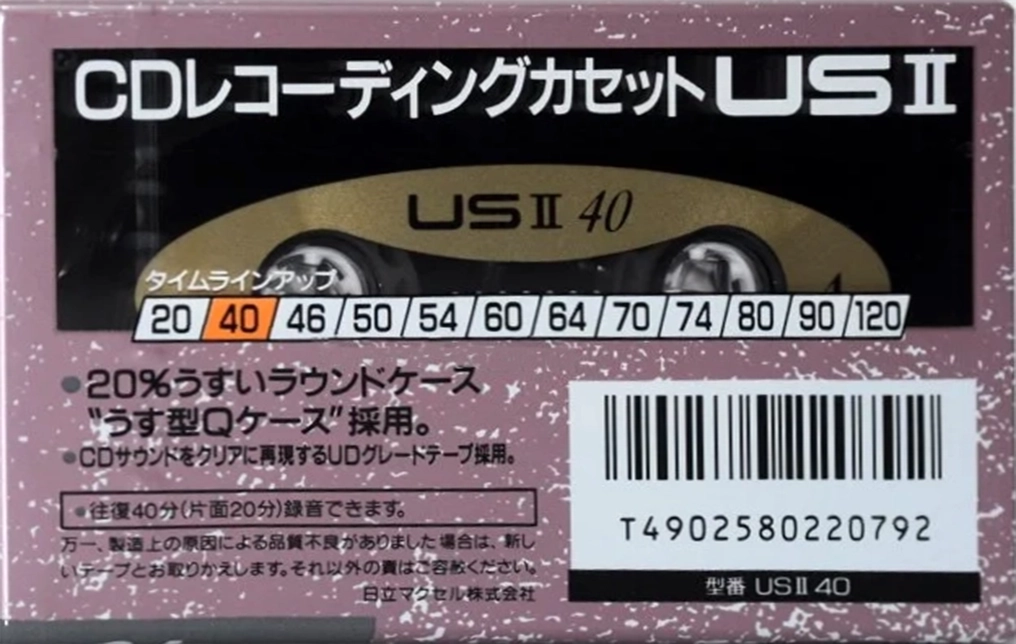 CDレコーディングカセットUSⅡ
USⅡ 40
タイムラインアップ
20 40 46 50 54 60 64 70 74 80 90 120
●20%うすいラウンドケース
“うす型Qケース”採用。
●CDサウンドをクリアに再現するUDグレードテープ採用。
●往復40分(片面20分)録音できます。
万一、製造上の原因による品質不良がありました場合は、新し
いテープとお取りかえします。それ以外の責はご容赦ください。
日立マクセル株式会社
T4902580220792
型番 USⅡ40